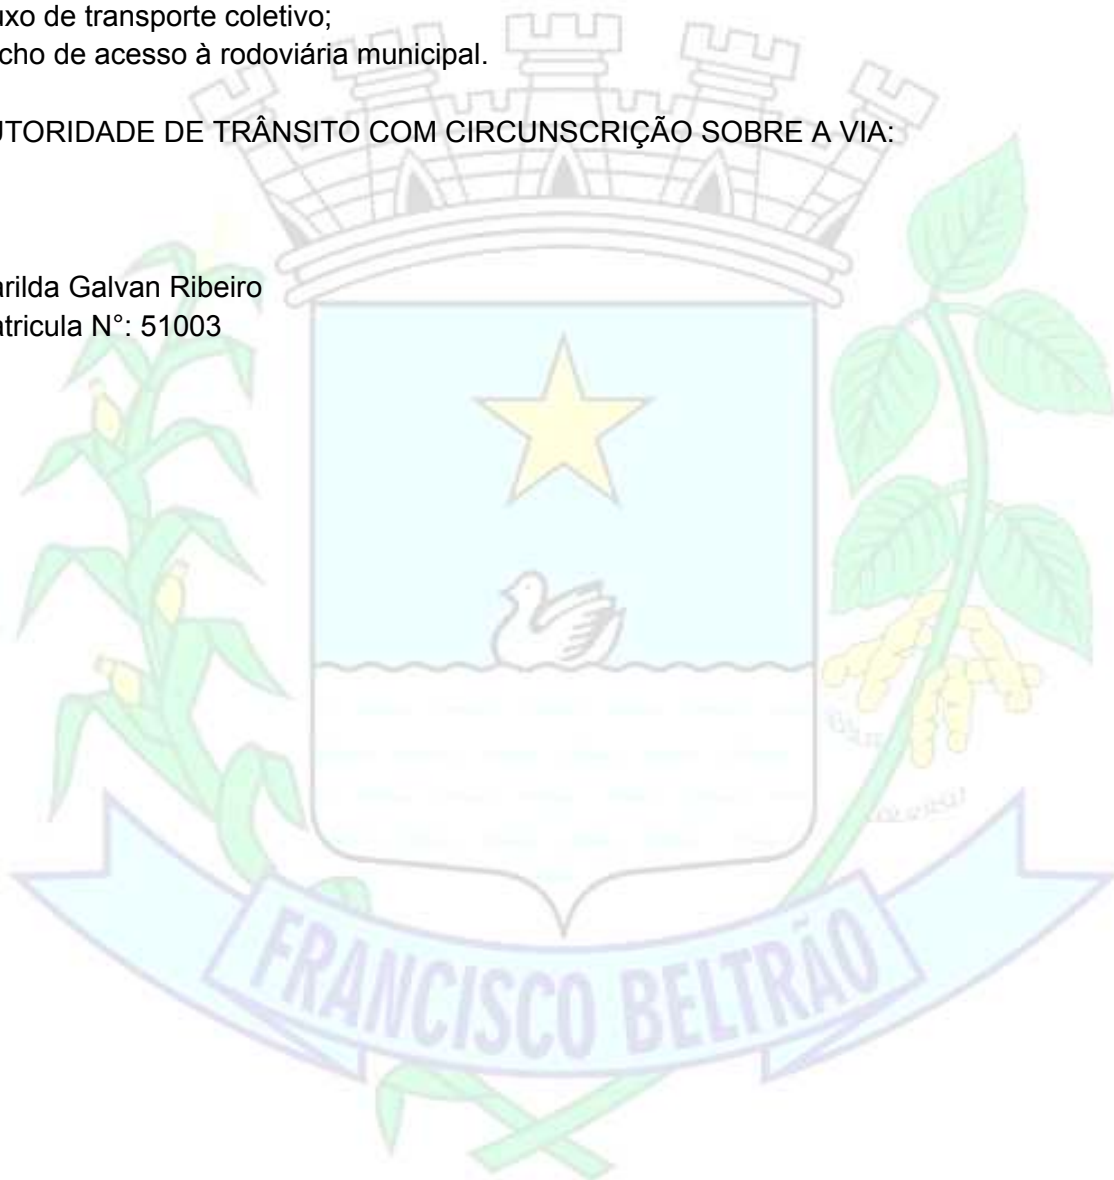 uxo de transporte coletivo;
cho de acesso à rodoviária municipal.
UTORIDADE DE TRÂNSITO COM CIRCUNSCRIÇÃO SOBRE A VIA:
arilda Galvan Ribeiro
atricula N°: 51003
FRANCISCO BELTRÃO